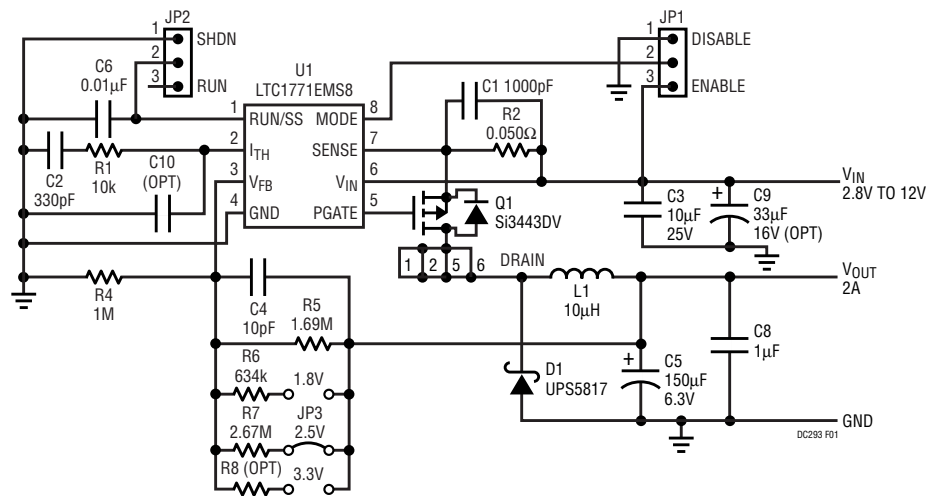 JP2
1
SHDN
2
3
RUN
C6
0.01µF
U1
LTC1771EMS8
1
RUN/SS
MODE
8
2
ITH
SENSE
7
3
VFB
VIN
6
4
GND
PGATE
5
C2
330pF
R1
10k
C10
(OPT)
C1 1000pF
R2
0.050Ω
JP1
1
DISABLE
2
3
ENABLE
VIN
2.8V TO 12V
C3
10µF
25V
+
C9
33µF
16V (OPT)
Q1
Si3443DV
1
2
5
6
DRAIN
L1
10µH
VOUT
2A
R4
1M
C4
10pF
R5
1.69M
R6
634k
1.8V
R7
2.67M
JP3
2.5V
R8 (OPT)
3.3V
D1
UPS5817
+
C5
150µF
6.3V
C8
1µF
GND
DC293 F01